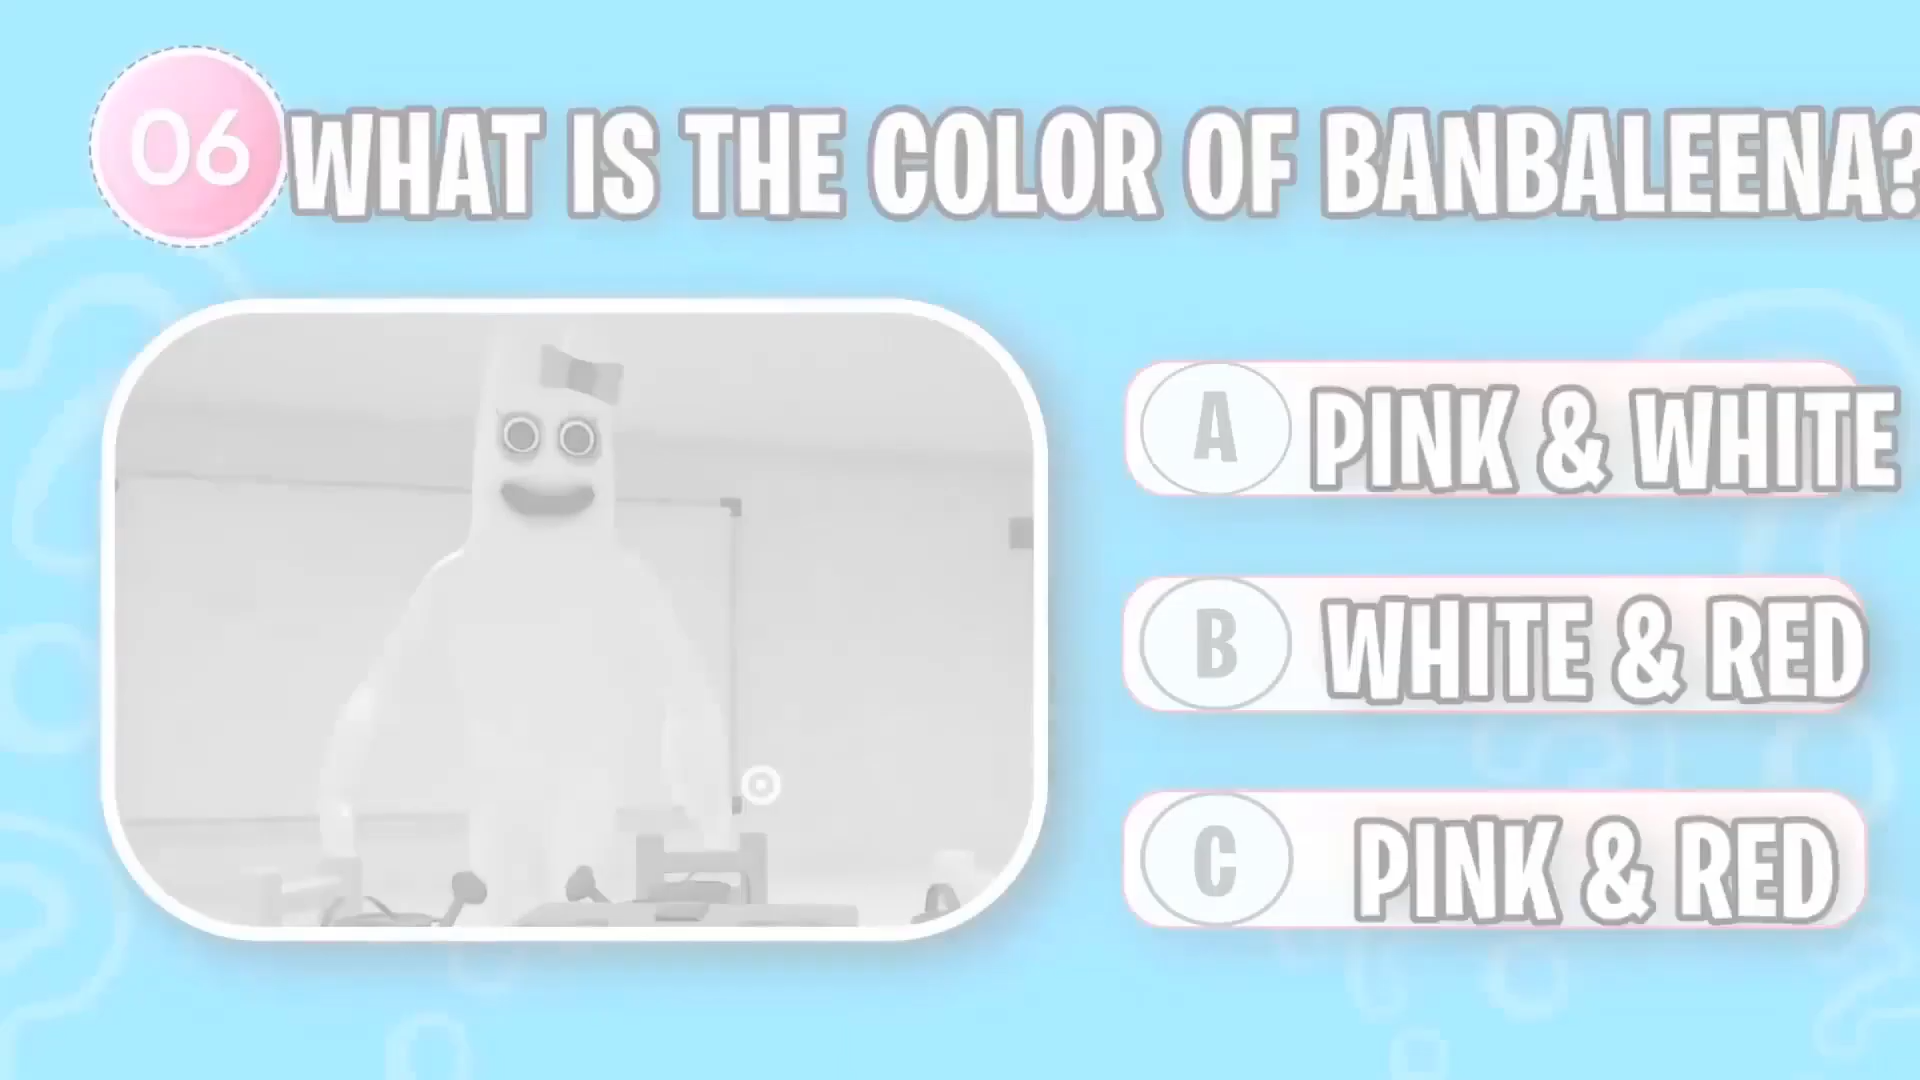 06
WHAT IS THE COLOR OF BANBALEENA?
A PINK & WHITE
B WHITE & RED
C PINK & RED